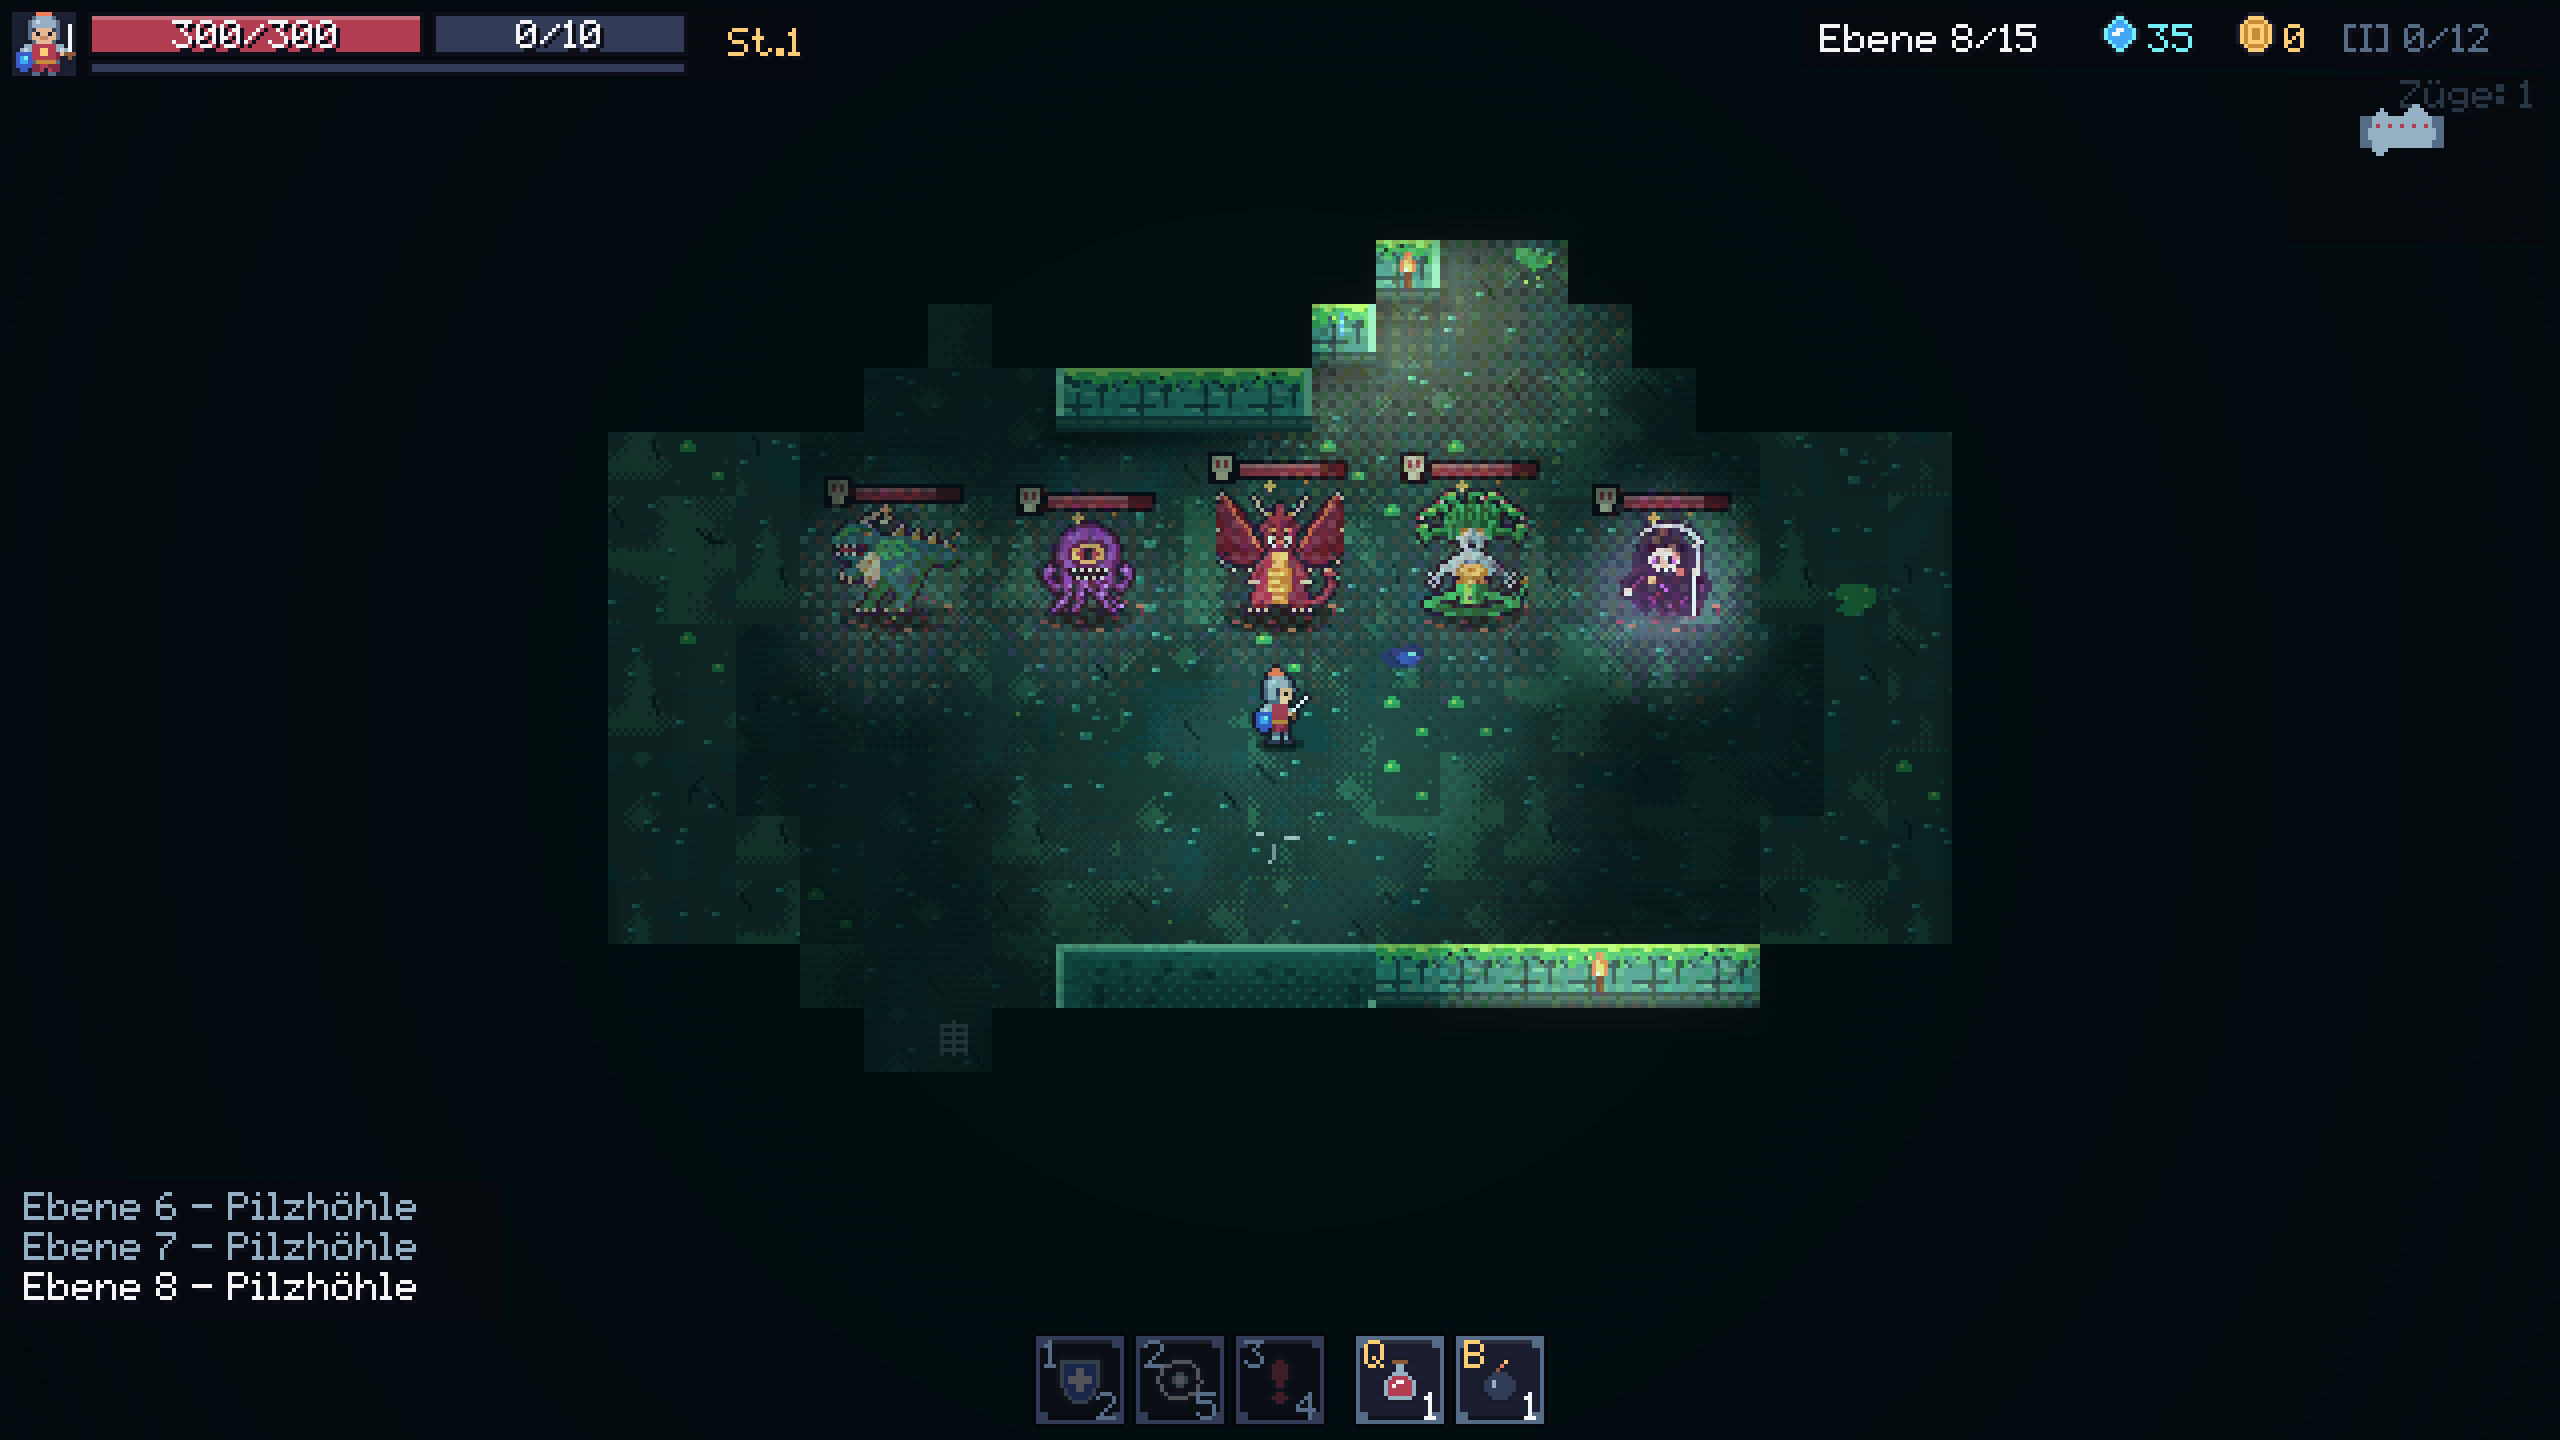 300/300 0/10 St.1 Ebene 8/15 35 0 [I] 0/12
Züge: 1
Ebene 6 - Pilzhöhle
Ebene 7 - Pilzhöhle
Ebene 8 - Pilzhöhle
1 2 3 Q B
2 5 4 1 1